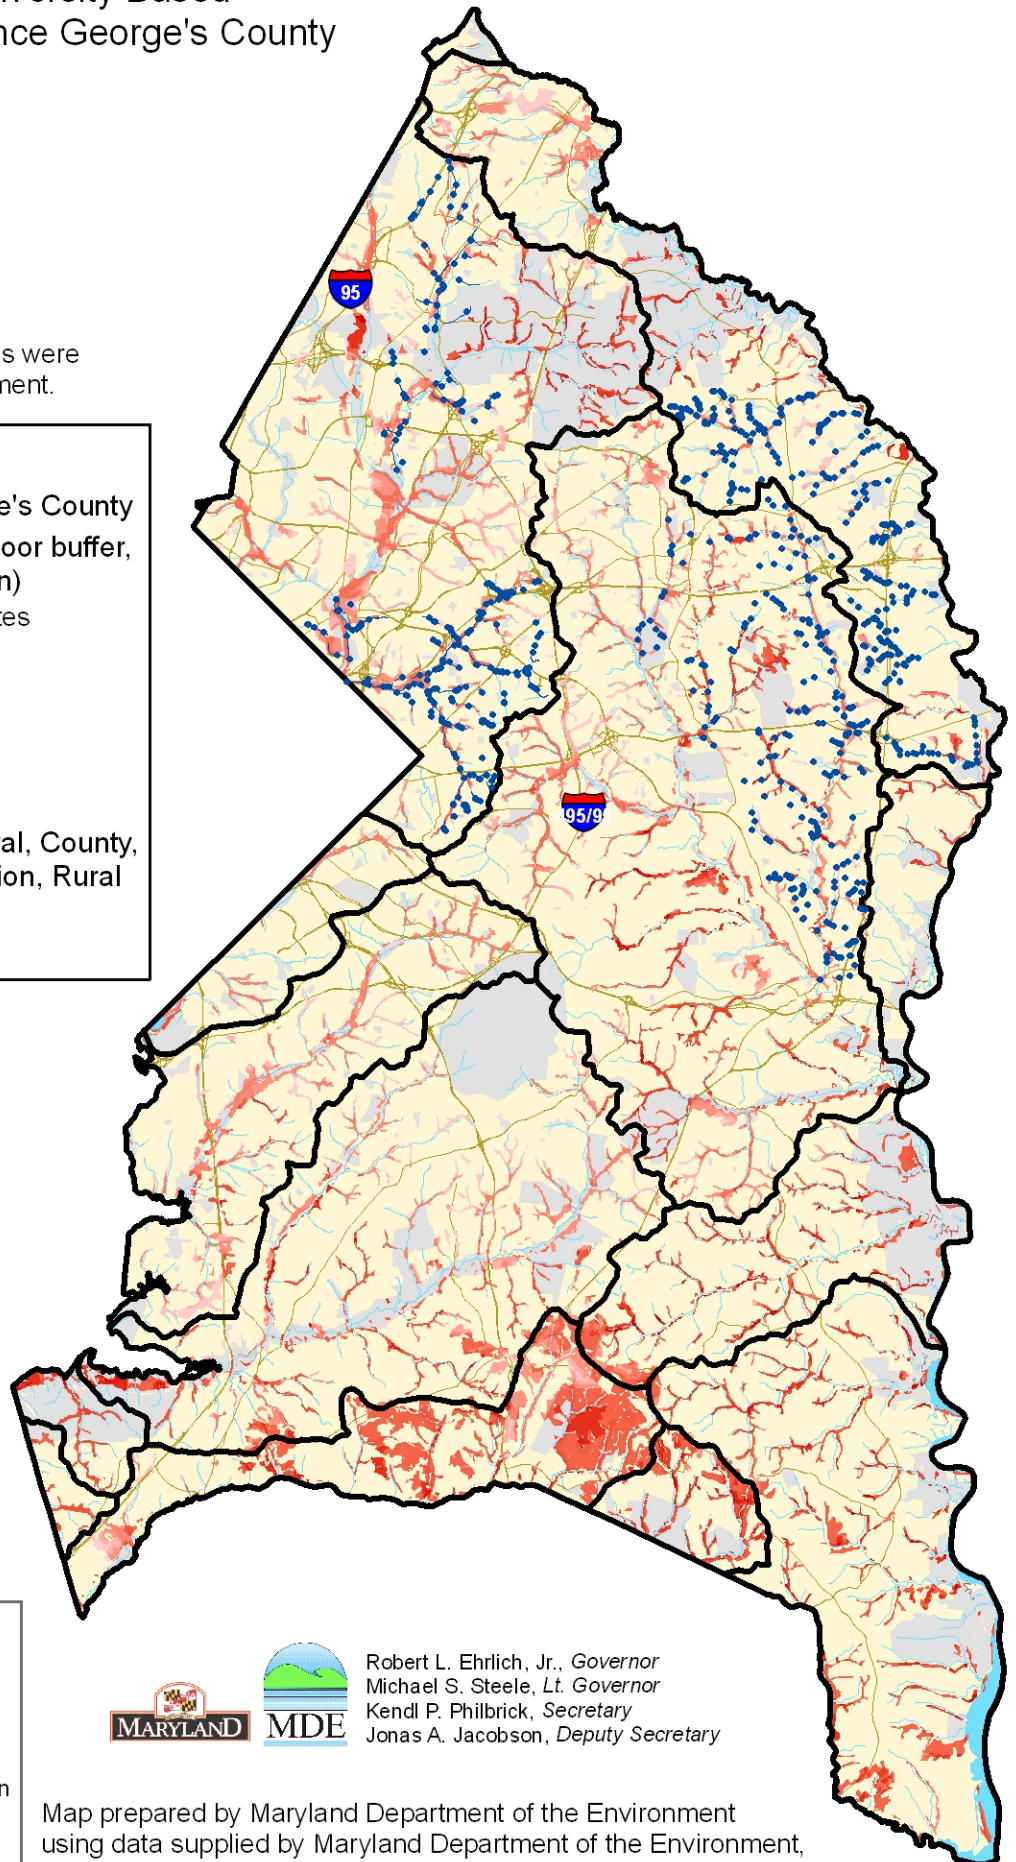 nce George's County
s were
nent.
e's County
oor buffer,
n)
tes
al, County,
ion, Rural
95
95/9
n
MARYLAND
MDE
Robert L. Ehrlich, Jr., Governor
Michael S. Steele, Lt. Governor
Kendl P. Philbrick, Secretary
Jonas A. Jacobson, Deputy Secretary
Map prepared by Maryland Department of the Environment
using data supplied by Maryland Department of the Environment,